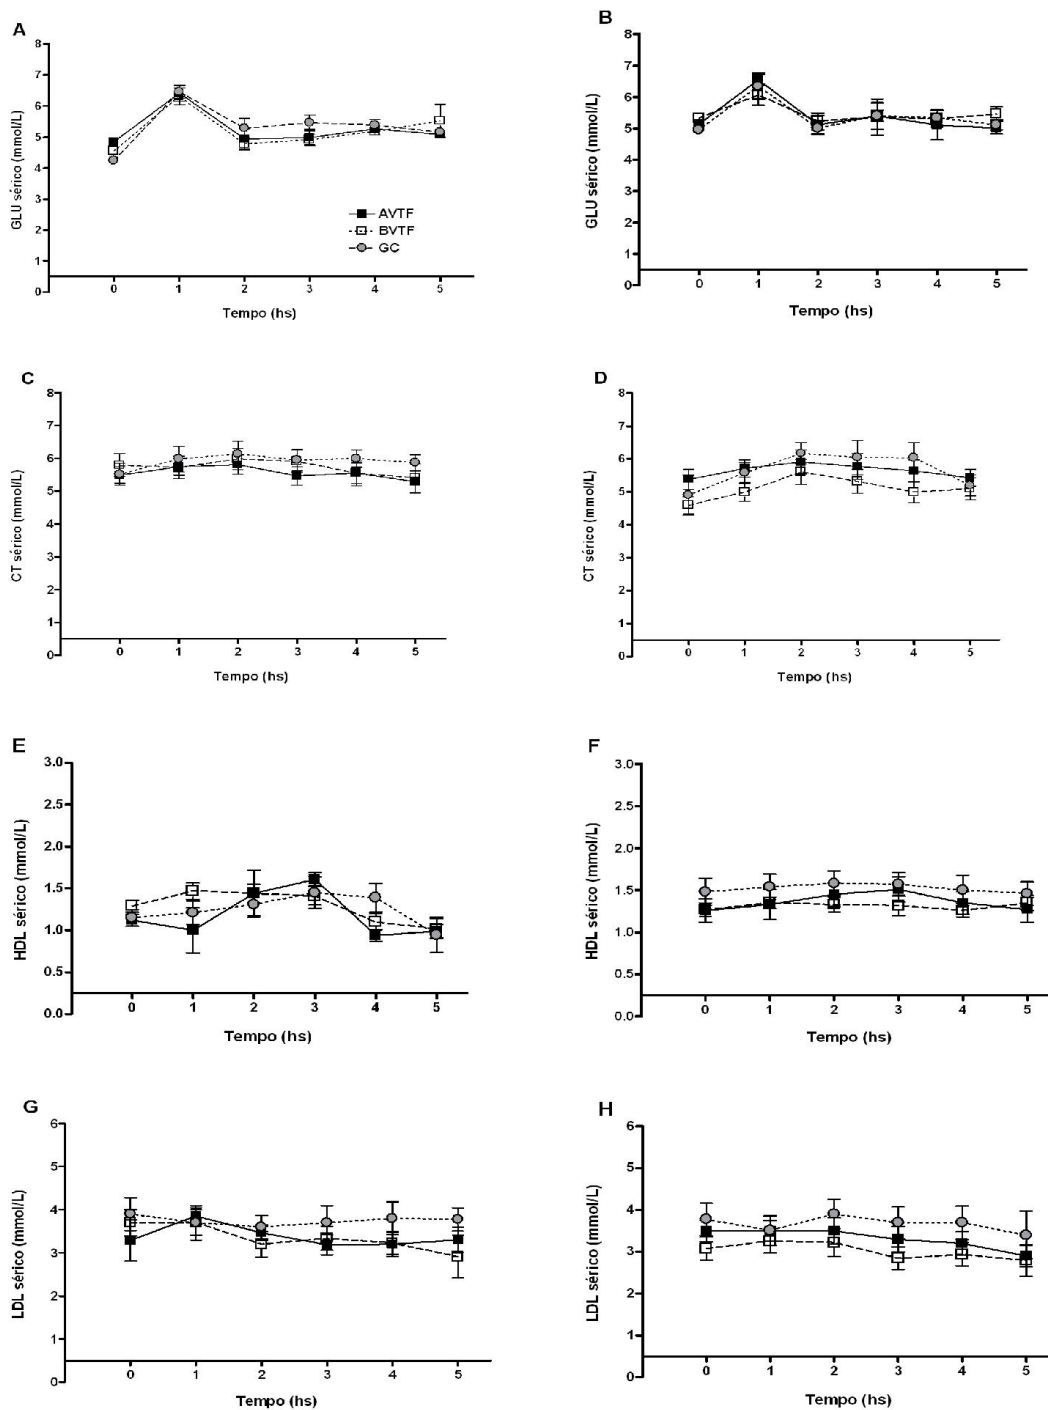 A
8
7
6
5
4
3
2
1
0
GLU sérico (mmol/L)
AVTF
BVTF
GC
0 1 2 3 4 5
Tempo (hs)
B
8
7
6
5
4
3
2
1
0
GLU sérico (mmol/L)
0 1 2 3 4 5
Tempo (hs)
C
8
7
6
5
4
3
2
1
0
CT sérico (mmol/L)
0 1 2 3 4 5
Tempo (hs)
D
8
7
6
5
4
3
2
1
0
CT sérico (mmol/L)
0 1 2 3 4 5
Tempo (hs)
E
3.0
2.5
2.0
1.5
1.0
0.5
0.0
HDL sérico (mmol/L)
0 1 2 3 4 5
Tempo (hs)
F
3.0
2.5
2.0
1.5
1.0
0.5
0.0
HDL sérico (mmol/L)
0 1 2 3 4 5
Tempo (hs)
G
6
5
4
3
2
1
0
LDL sérico (mmol/L)
0 1 2 3 4 5
Tempo (hs)
H
6
5
4
3
2
1
0
LDL sérico (mmol/L)
0 1 2 3 4 5
Tempo (hs)